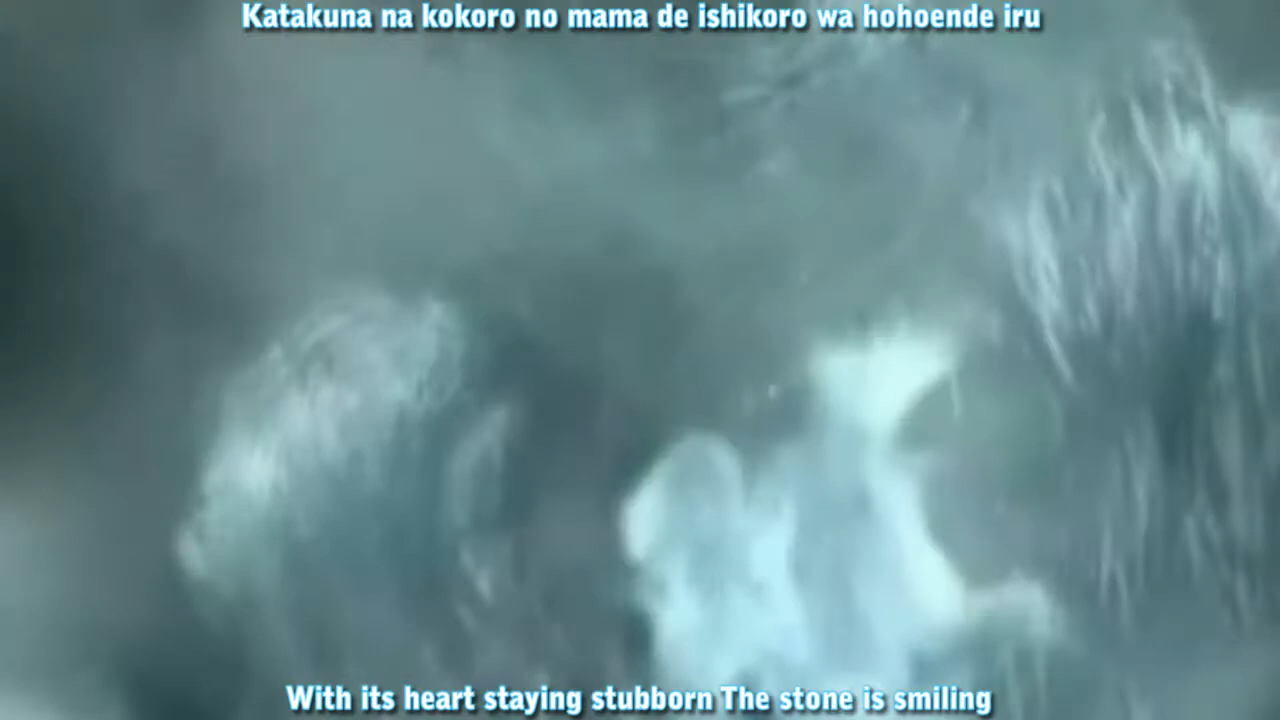 Katakuna na kokoro no mama de ishikoro wa hohoende iru
With its heart staying stubborn The stone is smiling